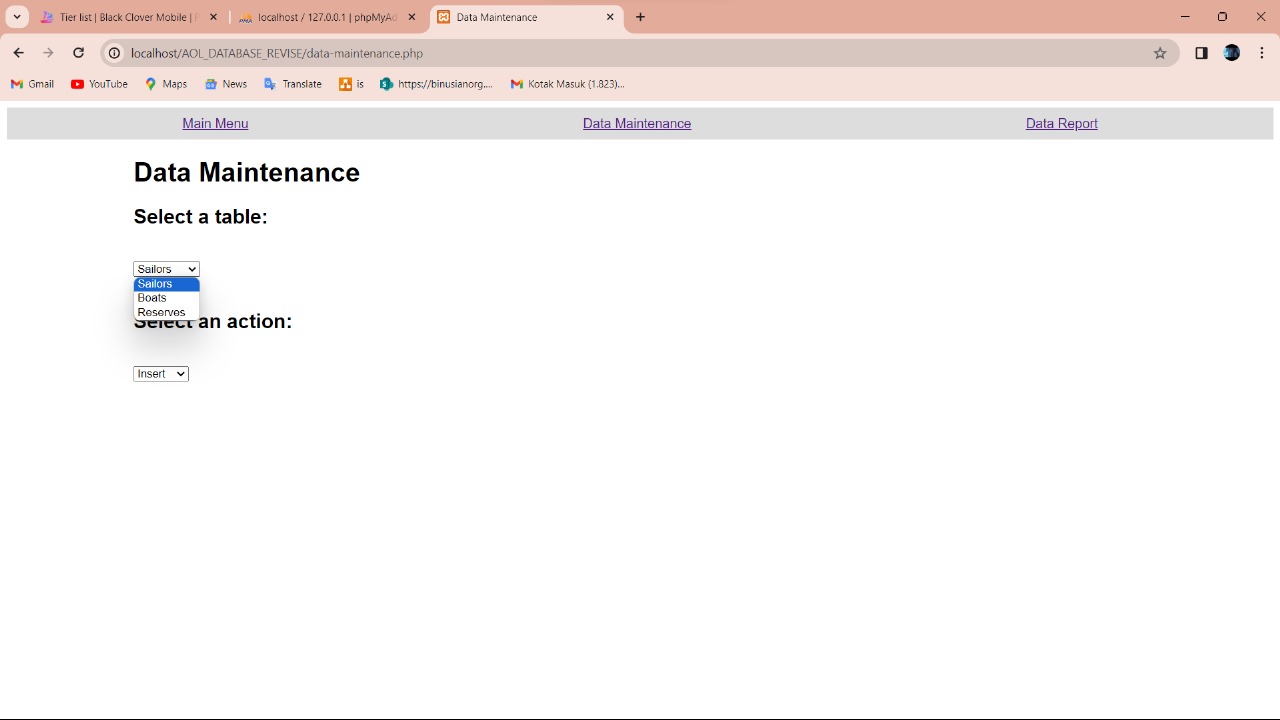 Tier list | Black Clover Mobile |
localhost / 127.0.0.1 | phpMyAd
Data Maintenance
localhost/AOL_DATABASE_REVISE/data-maintenance.php
Gmail YouTube Maps News Translate is https://binusianorg.... Kotak Masuk (1.823)...
Main Menu Data Maintenance Data Report
Data Maintenance
Select a table:
Sailors
Sailors
Boats
Reserves
Select an action:
Insert